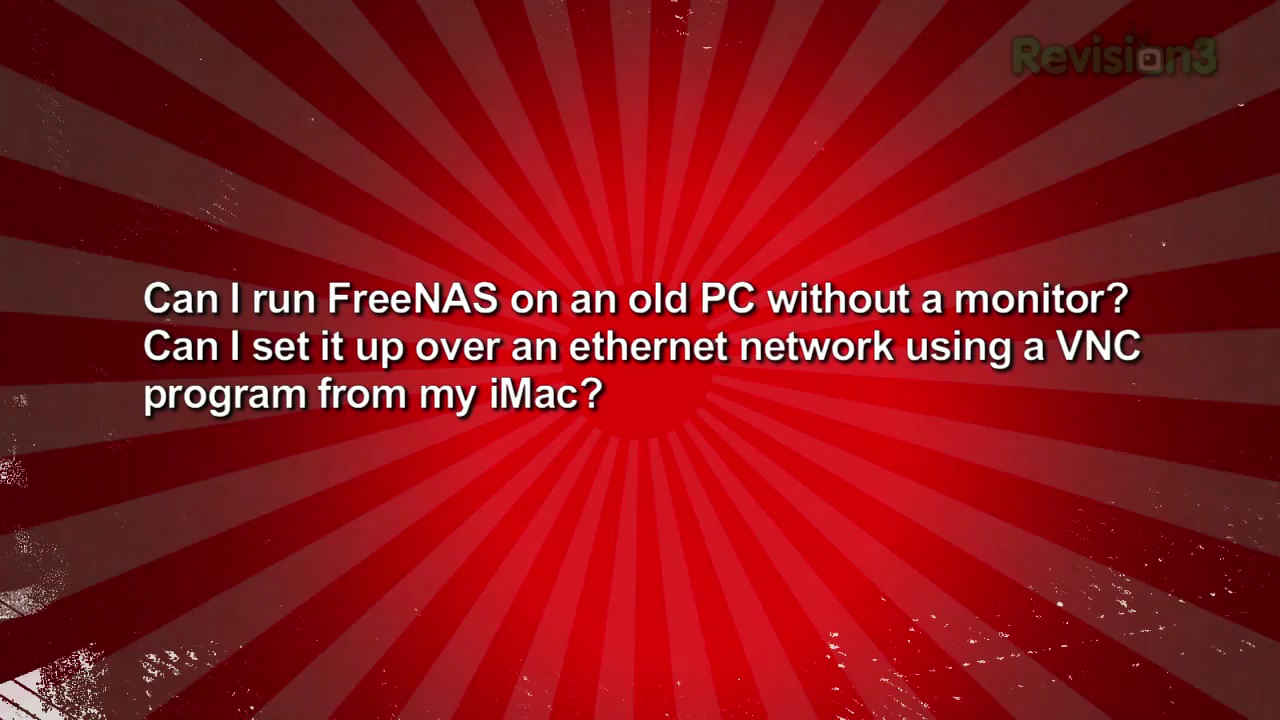 Revision3
Can I run FreeNAS on an old PC without a monitor?
Can I set it up over an ethernet network using a VNC
program from my iMac?